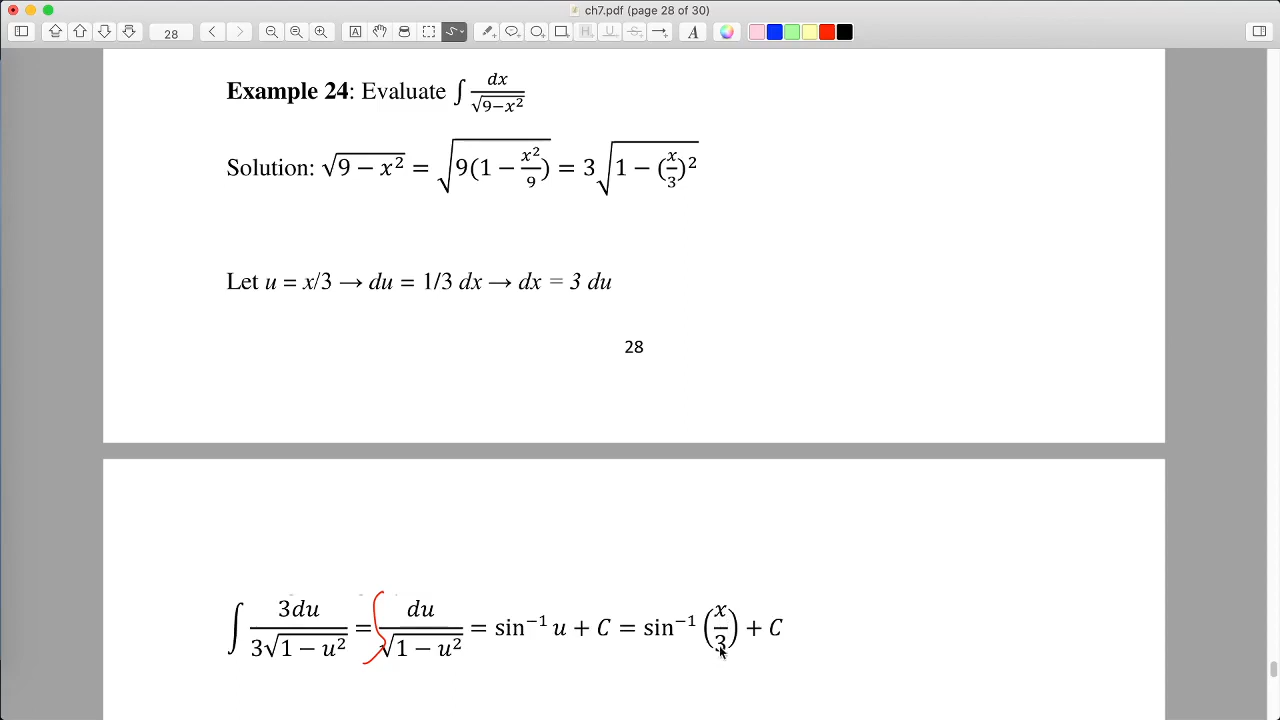 ch7.pdf (page 28 of 30)
28
Example 24: Evaluate ∫ dx/√(9−x²)
Solution: √(9 − x²) = √(9(1 − x²/9)) = 3√(1 − (x/3)²)
Let u = x/3 → du = 1/3 dx → dx = 3 du
28
∫ 3du/(3√(1 − u²)) = ∫ du/√(1 − u²) = sin⁻¹ u + C = sin⁻¹ (x/3) + C